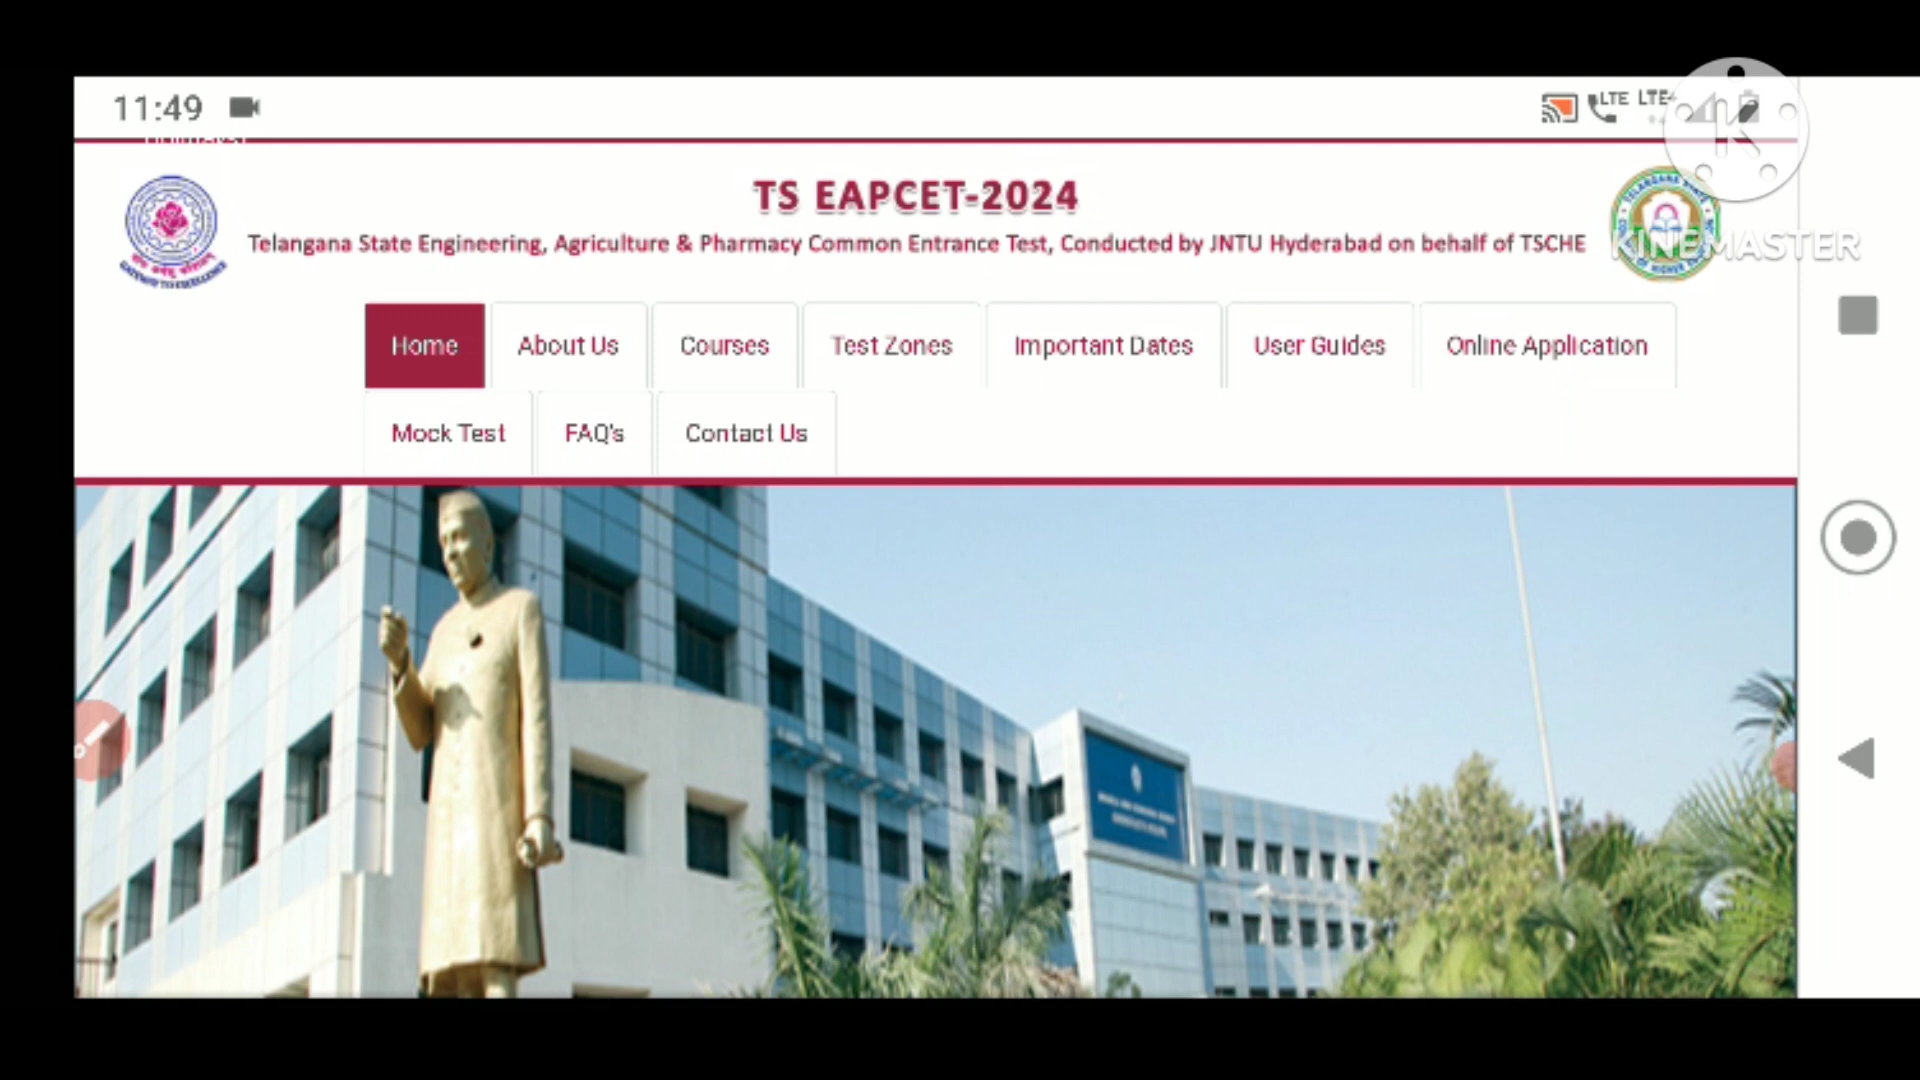 11:49
LTE LTE+
TS EAPCET-2024
Telangana State Engineering, Agriculture & Pharmacy Common Entrance Test, Conducted by JNTU Hyderabad on behalf of TSCHE
KINEMASTER
Home About Us Courses Test Zones Important Dates User Guides Online Application
Mock Test FAQ's Contact Us